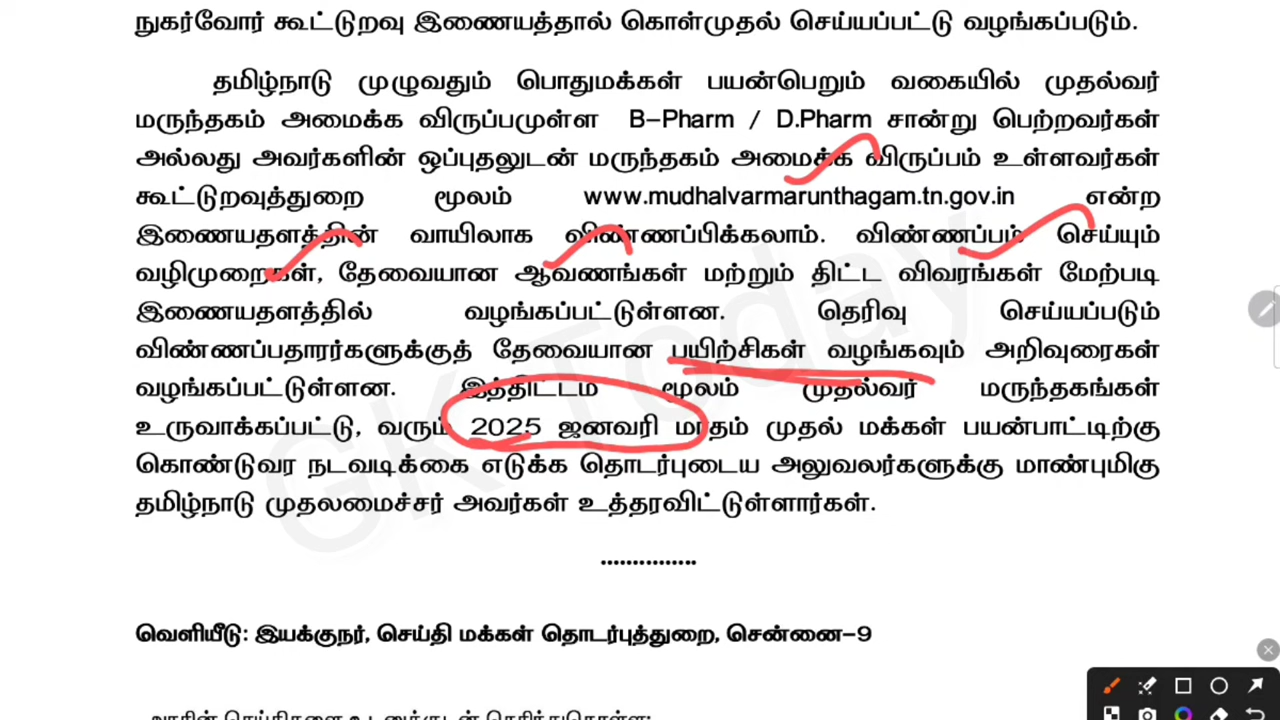 நுகர்வோர் கூட்டுறவு இணையத்தால் கொள்முதல் செய்யப்பட்டு வழங்கப்படும்.
தமிழ்நாடு முழுவதும் பொதுமக்கள் பயன்பெறும் வகையில் முதல்வர்
மருந்தகம் அமைக்க விருப்பமுள்ள B-Pharm / D.Pharm சான்று பெற்றவர்கள்
அல்லது அவர்களின் ஒப்புதலுடன் மருந்தகம் அமைக்க விருப்பம் உள்ளவர்கள்
கூட்டுறவுத்துறை மூலம் www.mudhalvarmarunthagam.tn.gov.in என்ற
இணையதளத்தின் வாயிலாக விண்ணப்பிக்கலாம். விண்ணப்பம் செய்யும்
வழிமுறைகள், தேவையான ஆவணங்கள் மற்றும் திட்ட விவரங்கள் மேற்படி
இணையதளத்தில் வழங்கப்பட்டுள்ளன. தெரிவு செய்யப்படும்
விண்ணப்பதாரர்களுக்குத் தேவையான பயிற்சிகள் வழங்கவும் அறிவுரைகள்
வழங்கப்பட்டுள்ளன. இத்திட்டம் மூலம் முதல்வர் மருந்தகங்கள்
உருவாக்கப்பட்டு, வரும் 2025 ஜனவரி மாதம் முதல் மக்கள் பயன்பாட்டிற்கு
கொண்டுவர நடவடிக்கை எடுக்க தொடர்புடைய அலுவலர்களுக்கு மாண்புமிகு
தமிழ்நாடு முதலமைச்சர் அவர்கள் உத்தரவிட்டுள்ளார்கள்.
...............
வெளியீடு: இயக்குநர், செய்தி மக்கள் தொடர்புத்துறை, சென்னை-9
GK Today